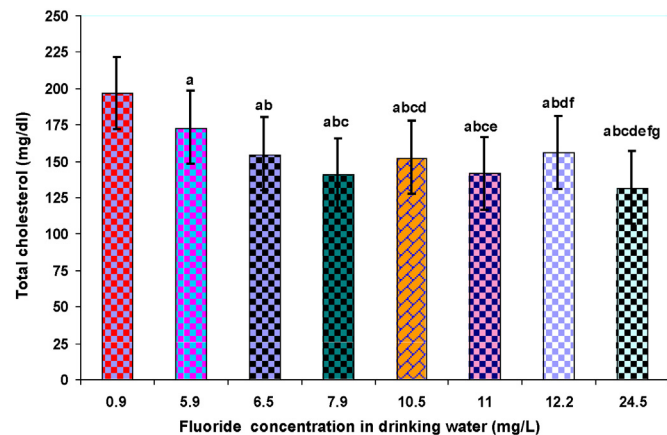 250
225
200
175
150
125
100
75
50
25
0
Total cholesterol (mg/dl)
a
ab
abc
abcd
abce
abdf
abcdefg
0.9 5.9 6.5 7.9 10.5 11 12.2 24.5
Fluoride concentration in drinking water (mg/L)